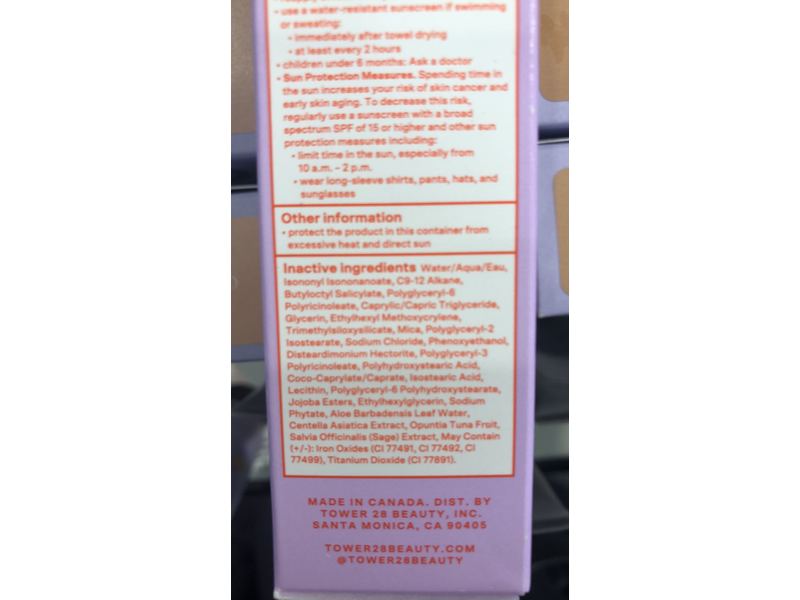 • use a water-resistant sunscreen if swimming
or sweating:
• immediately after towel drying
• at least every 2 hours
• children under 6 months: Ask a doctor
• Sun Protection Measures. Spending time in
the sun increases your risk of skin cancer and
early skin aging. To decrease this risk,
regularly use a sunscreen with a broad
spectrum SPF of 15 or higher and other sun
protection measures including:
• limit time in the sun, especially from
10 a.m. – 2 p.m.
• wear long-sleeve shirts, pants, hats, and
sunglasses
Other information
• protect the product in this container from
excessive heat and direct sun
Inactive ingredients Water/Aqua/Eau,
Isononyl Isononanoate, C9-12 Alkane,
Butyloctyl Salicylate, Polyglyceryl-6
Polyricinoleate, Caprylic/Capric Triglyceride,
Glycerin, Ethylhexyl Methoxycrylene,
Trimethylsiloxysilicate, Mica, Polyglyceryl-2
Isostearate, Sodium Chloride, Phenoxyethanol,
Disteardimonium Hectorite, Polyglyceryl-3
Polyricinoleate, Polyhydroxystearic Acid,
Coco-Caprylate/Caprate, Isostearic Acid,
Lecithin, Polyglyceryl-6 Polyhydroxystearate,
Jojoba Esters, Ethylhexylglycerin, Sodium
Phytate, Aloe Barbadensis Leaf Water,
Centella Asiatica Extract, Opuntia Tuna Fruit,
Salvia Officinalis (Sage) Extract, May Contain
(+/-): Iron Oxides (CI 77491, CI 77492, CI
77499), Titanium Dioxide (CI 77891).
MADE IN CANADA. DIST. BY
TOWER 28 BEAUTY, INC.
SANTA MONICA, CA 90405
TOWER28BEAUTY.COM
@TOWER28BEAUTY